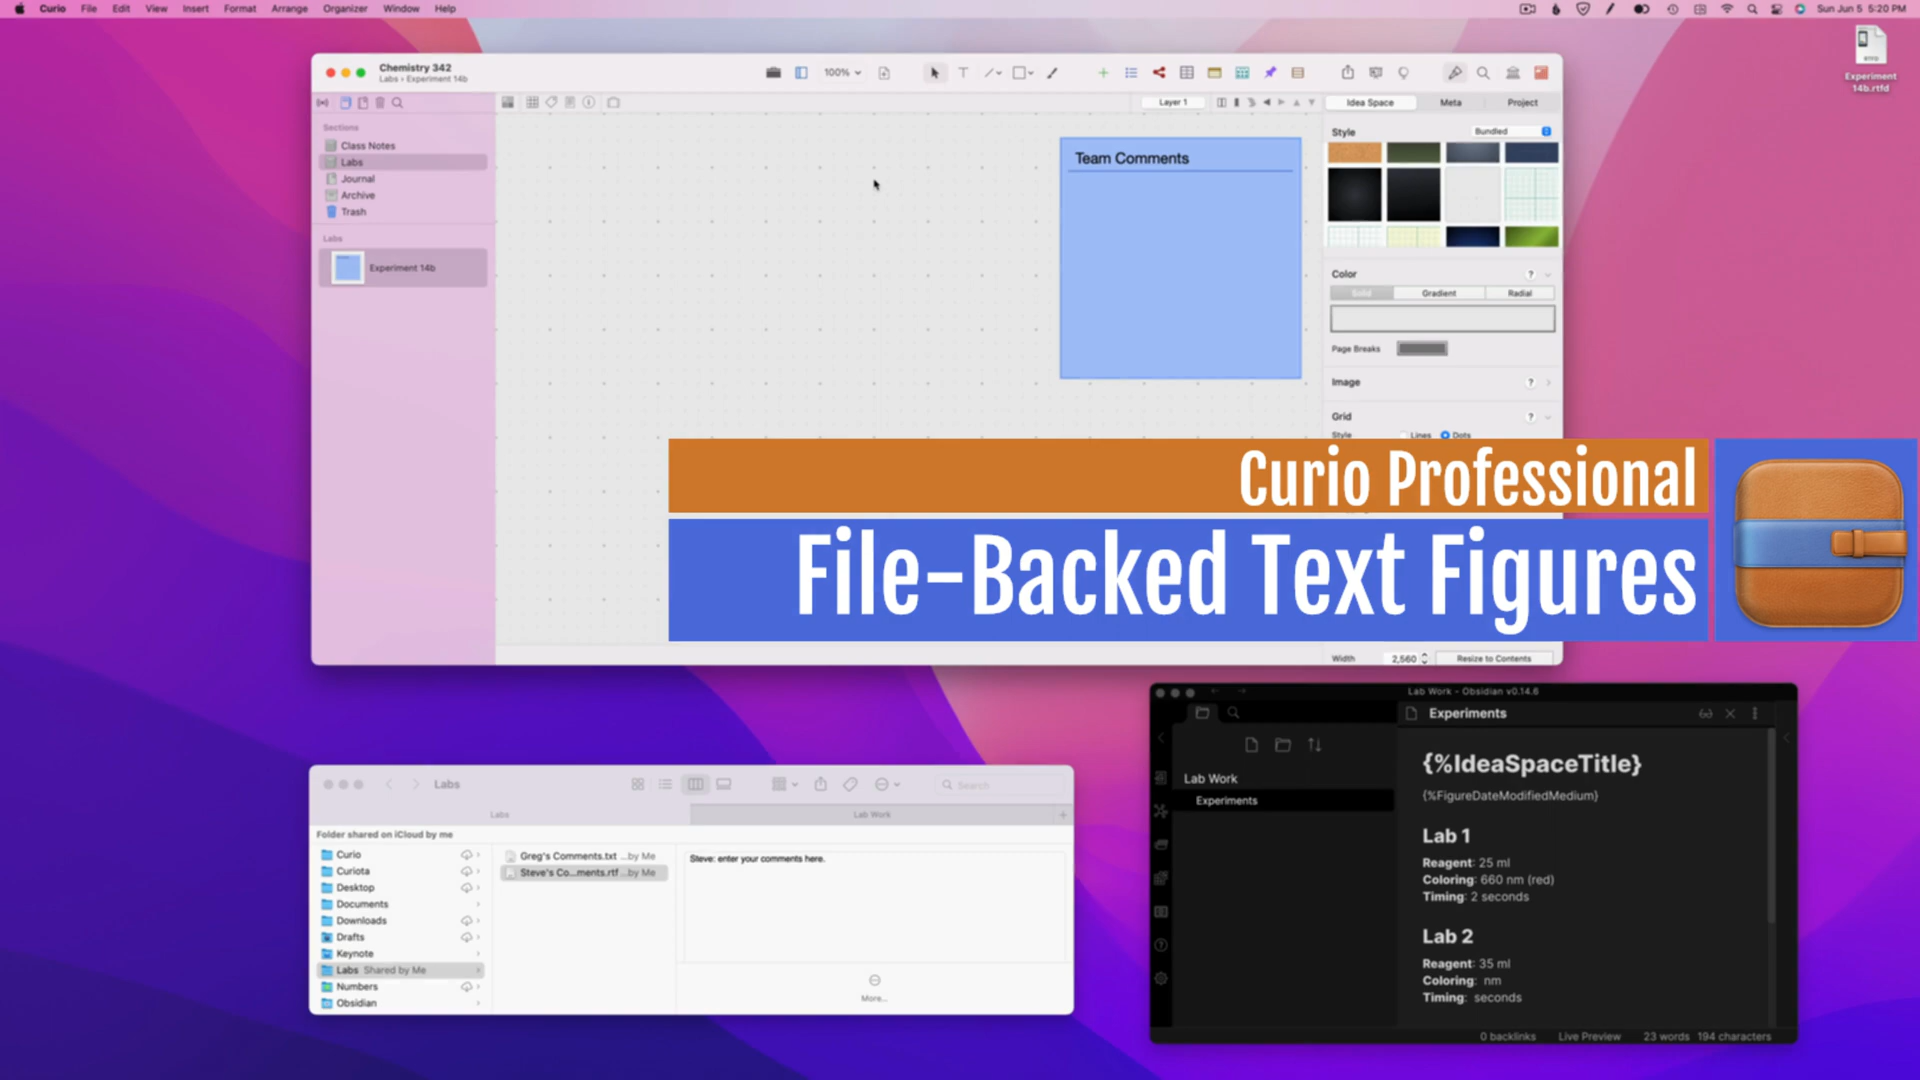 Curio File Edit View Insert Format Arrange Organizer Window Help
Sun Jun 5 5:20 PM
Experiment
14b.rtfd
Chemistry 342
Labs › Experiment 14b
100%
Layer 1
Idea Space Meta Project
Sections
Class Notes
Labs
Journal
Archive
Trash
Labs
Experiment 14b
Team Comments
Style
Bundled
Color
?
Solid Gradient Radial
Page Breaks
Image
?
Grid
?
Style Lines Dots
Curio Professional
File-Backed Text Figures
Width 2,560 Resize to Contents
Labs
Search
Labs
Lab Work
Folder shared on iCloud by me
Curio
Curiota
Desktop
Documents
Downloads
Drafts
Keynote
Labs Shared by Me
Numbers
Obsidian
Greg's Comments.txt ...by Me
Steve's Co...ments.rtf ...by Me
Steve: enter your comments here.
More...
Lab Work - Obsidian v0.14.6
Experiments
Lab Work
Experiments
{%IdeaSpaceTitle}
{%FigureDateModifiedMedium}
Lab 1
Reagent: 25 ml
Coloring: 660 nm (red)
Timing: 2 seconds
Lab 2
Reagent: 35 ml
Coloring: nm
Timing: seconds
0 backlinks Live Preview 23 words 194 characters